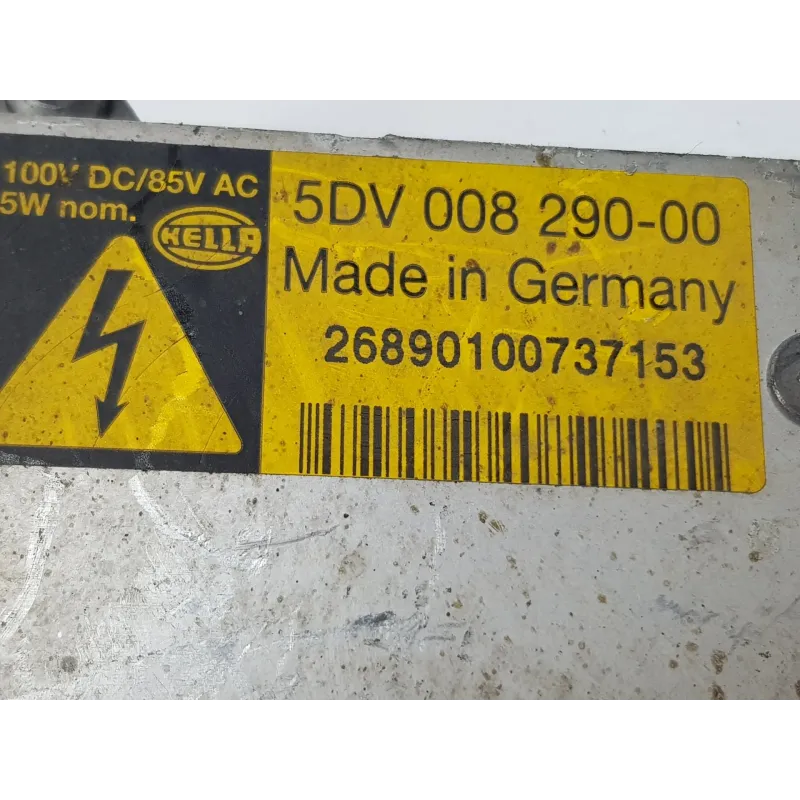 100V DC/85V AC
5W nom.
HELLA
5DV 008 290-00
Made in Germany
26890100737153